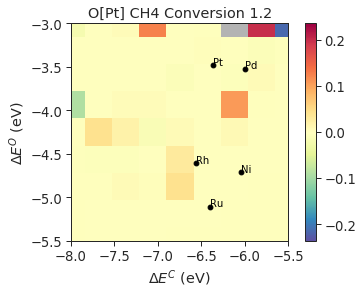 O[Pt] CH4 Conversion 1.2
−3.0
−3.5
−4.0
−4.5
−5.0
−5.5
ΔE^O (eV)
Pt
Pd
Rh
Ni
Ru
−8.0 −7.5 −7.0 −6.5 −6.0 −5.5
ΔE^C (eV)
0.2
0.1
0.0
−0.1
−0.2